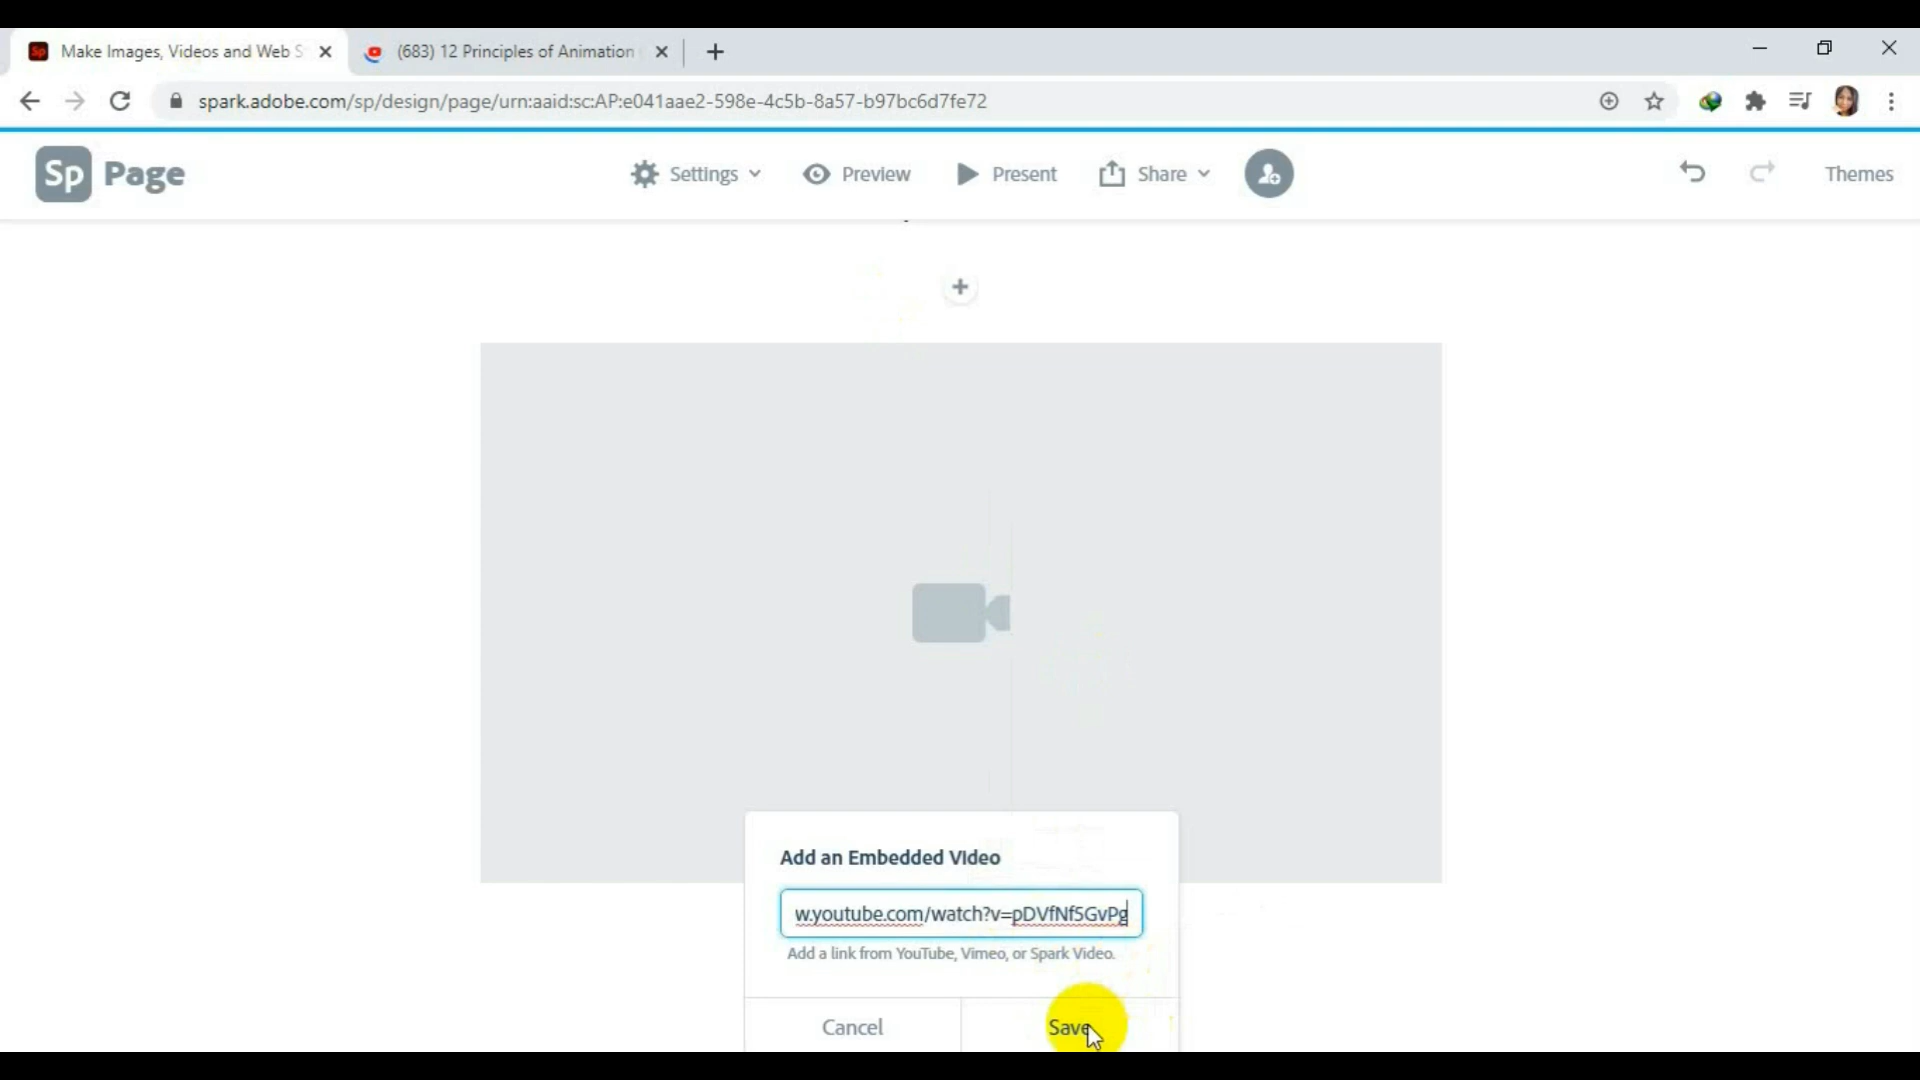 Make Images, Videos and Web S
(683) 12 Principles of Animation
spark.adobe.com/sp/design/page/urn:aaid:sc:AP:e041aae2-598e-4c5b-8a57-b97bc6d7fe72
Sp Page Settings Preview Present Share Themes
Add an Embedded VIdeo
w.youtube.com/watch?v=pDVfNf5GvPg
Add a link from YouTube, Vimeo, or Spark Video.
Cancel Save